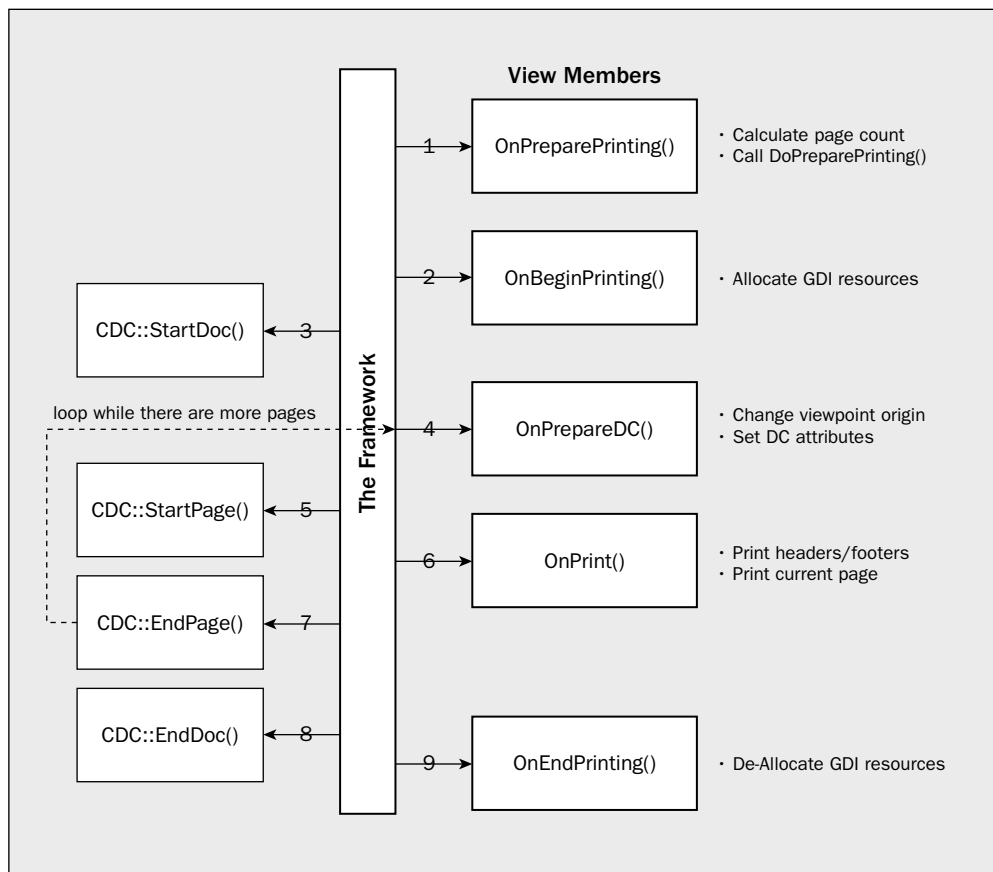 View Members
1
OnPreparePrinting()
· Calculate page count
· Call DoPreparePrinting()
2
OnBeginPrinting()
· Allocate GDI resources
CDC::StartDoc()
3
The Framework
loop while there are more pages
4
OnPrepareDC()
· Change viewpoint origin
· Set DC attributes
CDC::StartPage()
5
6
OnPrint()
· Print headers/footers
· Print current page
CDC::EndPage()
7
CDC::EndDoc()
8
9
OnEndPrinting()
· De-Allocate GDI resources